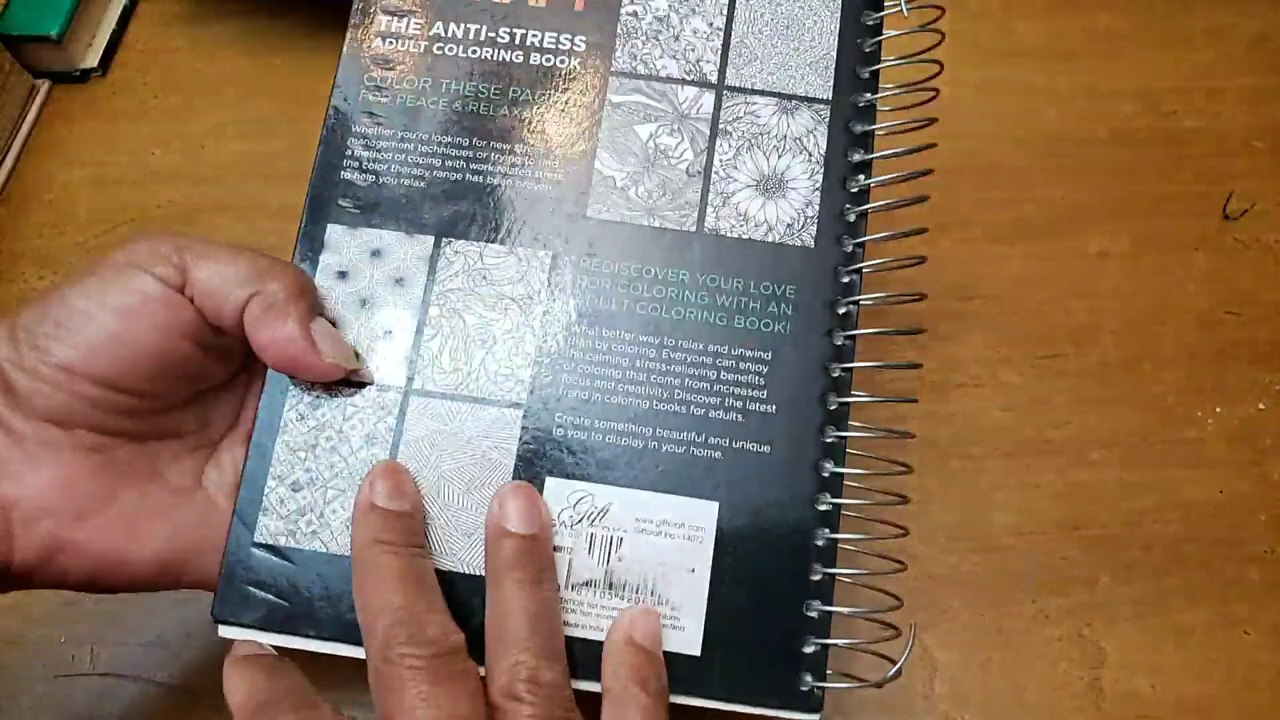 THE ANTI-STRESS
ADULT COLORING BOOK
COLOR THESE
FOR PEACE &
Whether you're looking for new
management techniques or trying to find
a method of coping with work related stress,
the color therapy range has been proven
to help you relax.
REDISCOVER YOUR LOVE
FOR COLORING WITH AN
ADULT COLORING BOOK!
What better way to relax and unwind
than by coloring. Everyone can enjoy
the calming, stress-relieving benefits
of coloring that come from increased
focus and creativity. Discover the latest
trend in coloring books for adults.
Create something beautiful and unique
to you to display in your home.
Gift
www.giftcraft.com
Giftcraft Inc. - 14072
Made in India